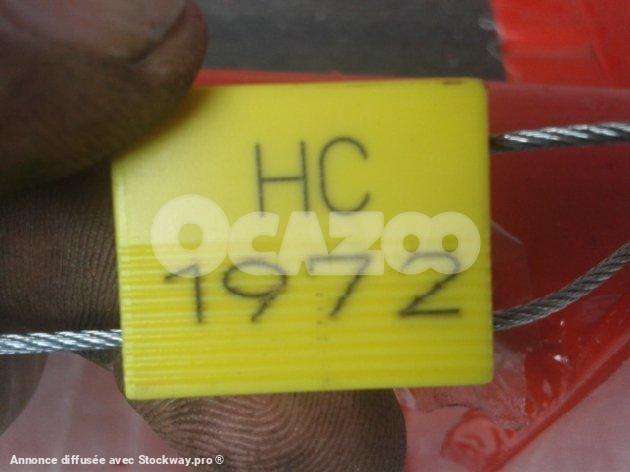 HC
OCAZOO
1972
Annonce diffusée avec Stockway.pro®